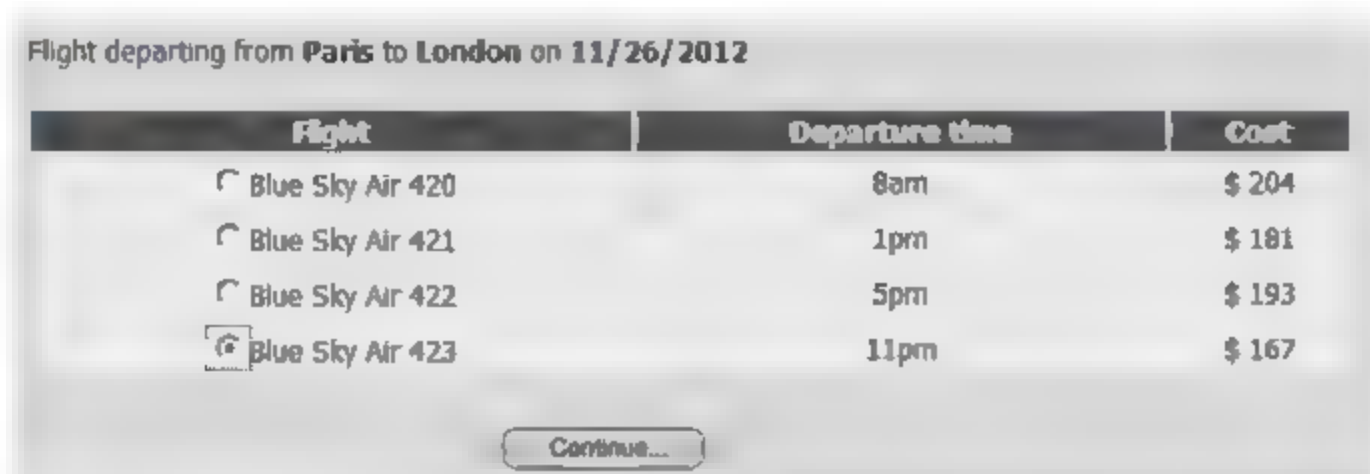 Flight departing from Paris to London on 11/26/2012
Flight Departure time Cost
Blue Sky Air 420 8am $ 204
Blue Sky Air 421 1pm $ 181
Blue Sky Air 422 5pm $ 193
Blue Sky Air 423 11pm $ 167
Continue...